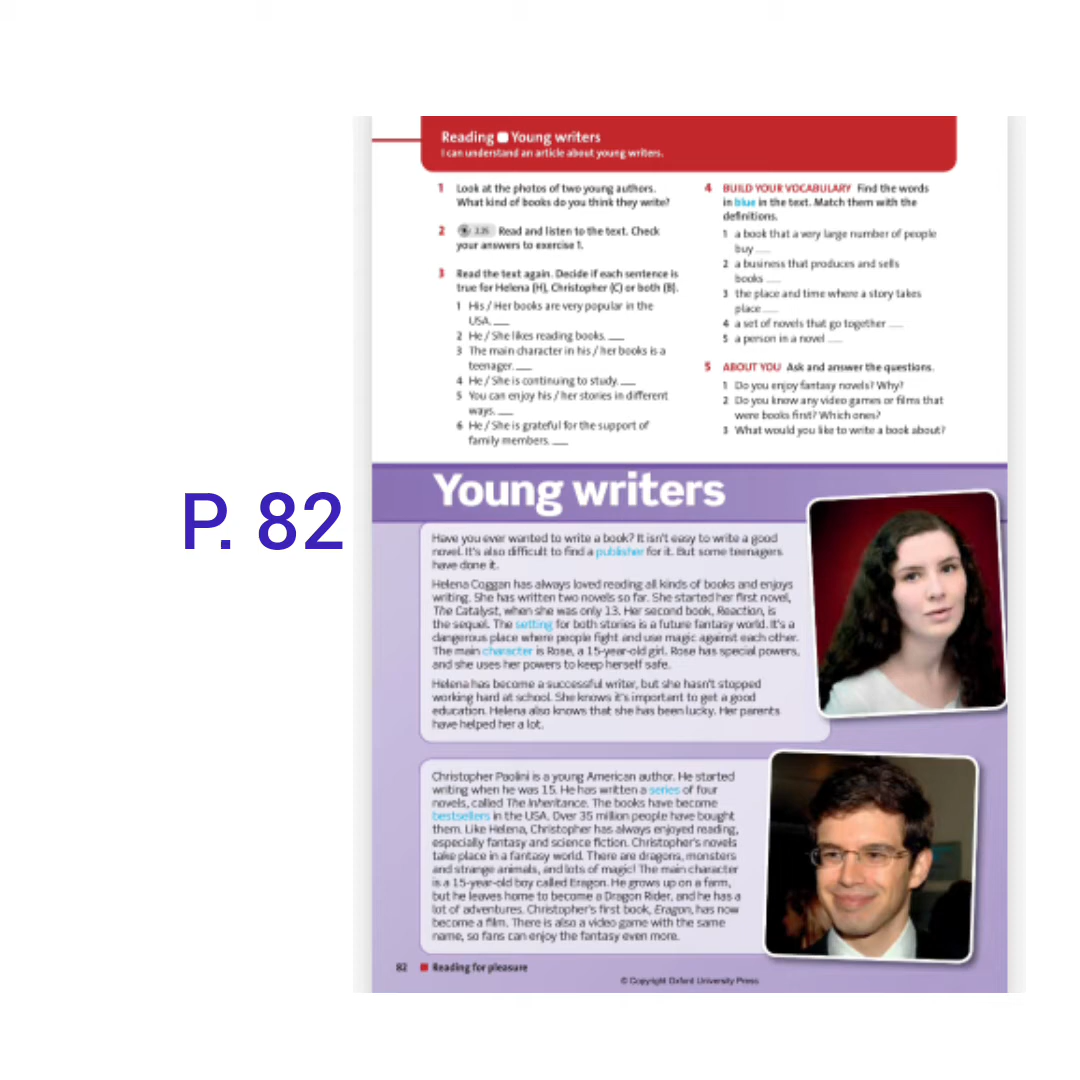 P. 82
Reading Young writers
I can understand an article about young writers.
1 Look at the photos of two young authors.
What kind of books do you think they write?
2 2.35 Read and listen to the text. Check
your answers to exercise 1.
3 Read the text again. Decide if each sentence is
true for Helena (H), Christopher (C) or both (B).
1 His / Her books are very popular in the
USA. ___
2 He / She likes reading books. ___
3 The main character in his / her books is a
teenager. ___
4 He / She is continuing to study. ___
5 You can enjoy his / her stories in different
ways. ___
6 He / She is grateful for the support of
family members. ___
4 BUILD YOUR VOCABULARY Find the words
in blue in the text. Match them with the
definitions.
1 a book that a very large number of people
buy ___
2 a business that produces and sells
books ___
3 the place and time where a story takes
place ___
4 a set of novels that go together ___
5 a person in a novel ___
5 ABOUT YOU Ask and answer the questions.
1 Do you enjoy fantasy novels? Why?
2 Do you know any video games or films that
were books first? Which ones?
3 What would you like to write a book about?
Young writers
Have you ever wanted to write a book? It isn't easy to write a good
novel. It's also difficult to find a publisher for it. But some teenagers
have done it.
Helena Coggan has always loved reading all kinds of books and enjoys
writing. She has written two novels so far. She started her first novel,
The Catalyst, when she was only 13. Her second book, Reaction, is
the sequel. The setting for both stories is a future fantasy world. It's a
dangerous place where people fight and use magic against each other.
The main character is Rose, a 15-year-old girl. Rose has special powers,
and she uses her powers to keep herself safe.
Helena has become a successful writer, but she hasn't stopped
working hard at school. She knows it's important to get a good
education. Helena also knows that she has been lucky. Her parents
have helped her a lot.
Christopher Paolini is a young American author. He started
writing when he was 15. He has written a series of four
novels, called The Inheritance. The books have become
bestsellers in the USA. Over 35 million people have bought
them. Like Helena, Christopher has always enjoyed reading,
especially fantasy and science fiction. Christopher's novels
take place in a fantasy world. There are dragons, monsters
and strange animals, and lots of magic! The main character
is a 15-year-old boy called Eragon. He grows up on a farm,
but he leaves home to become a Dragon Rider, and he has a
lot of adventures. Christopher's first book, Eragon, has now
become a film. There is also a video game with the same
name, so fans can enjoy the fantasy even more.
82 Reading for pleasure
© Copyright Oxford University Press